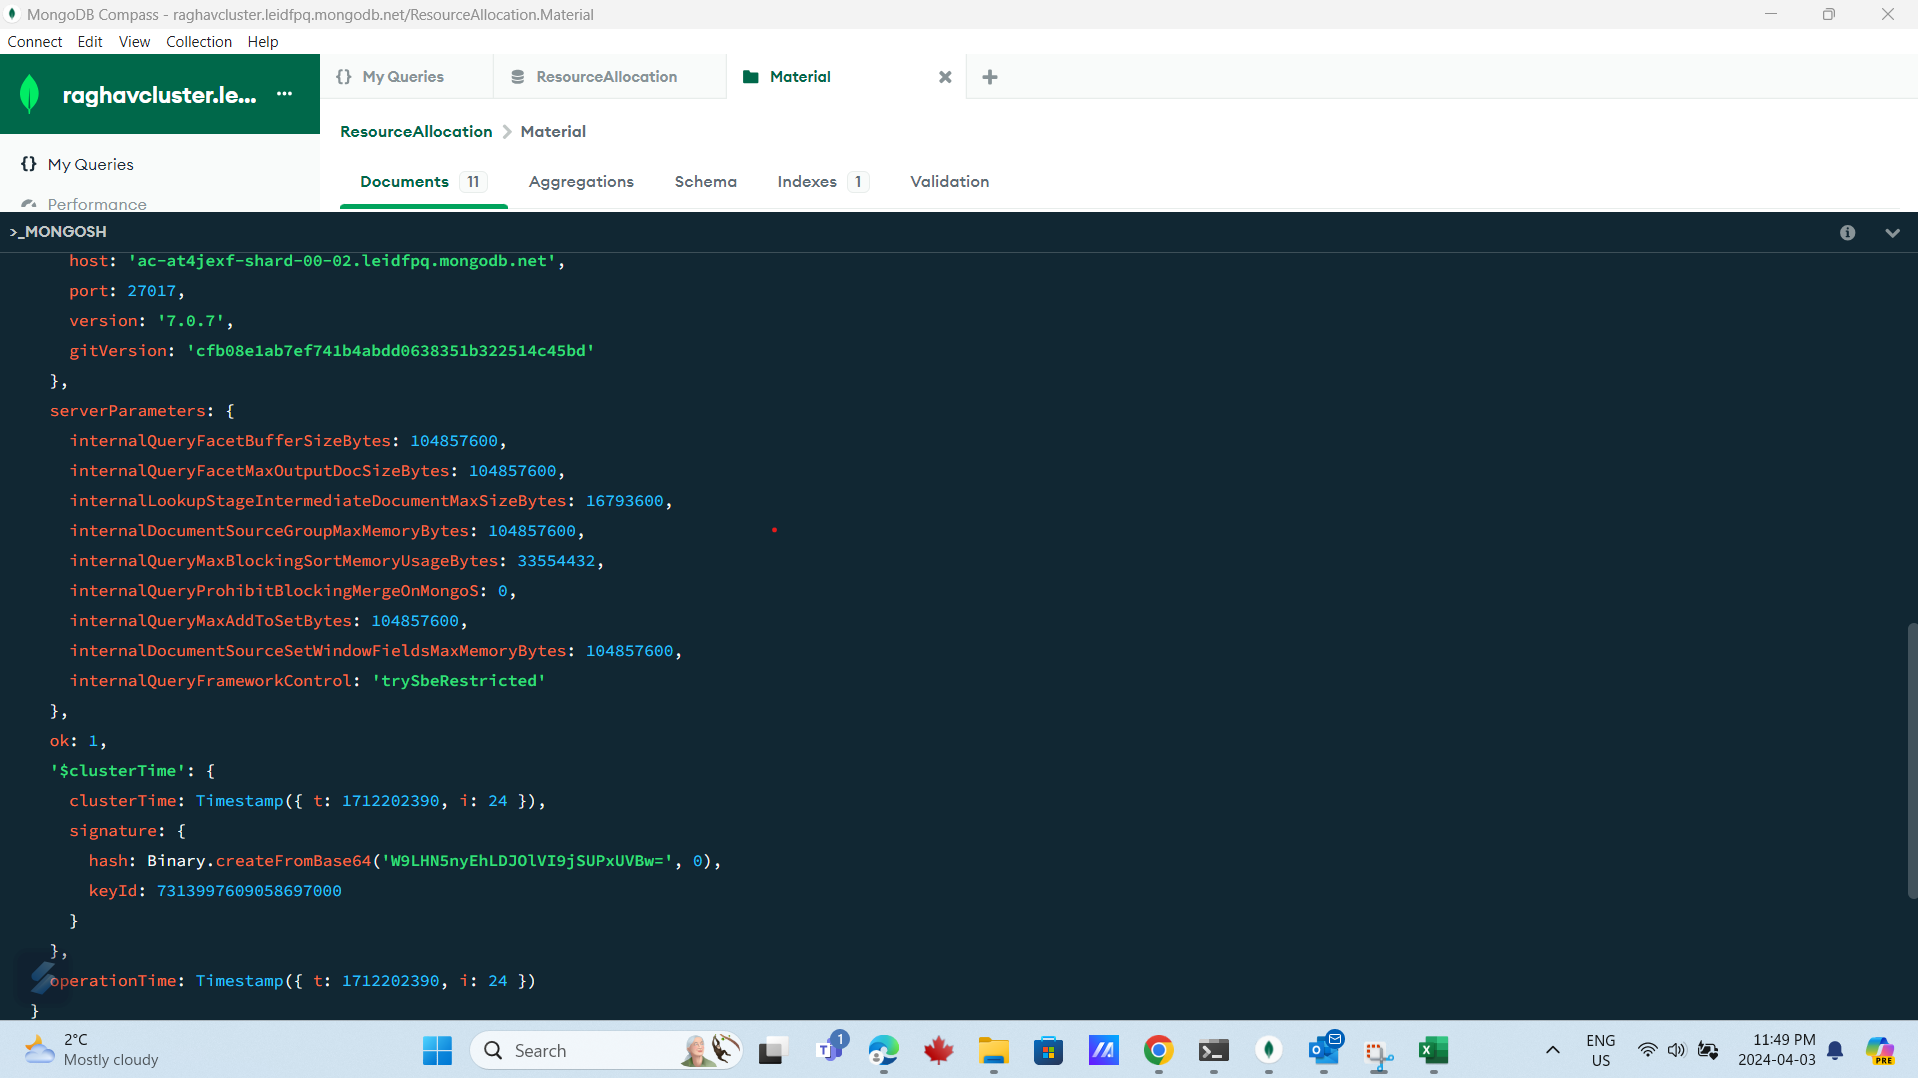 MongoDB Compass - raghavcluster.leidfpq.mongodb.net/ResourceAllocation.Material
Connect Edit View Collection Help
raghavcluster.le... ...
{} My Queries
ResourceAllocation
Material
ResourceAllocation > Material
{} My Queries
Performance
Documents 11 Aggregations Schema Indexes 1 Validation
>_MONGOSH
host: 'ac-at4jexf-shard-00-02.leidfpq.mongodb.net',
port: 27017,
version: '7.0.7',
gitVersion: 'cfb08e1ab7ef741b4abdd0638351b322514c45bd'
},
serverParameters: {
internalQueryFacetBufferSizeBytes: 104857600,
internalQueryFacetMaxOutputDocSizeBytes: 104857600,
internalLookupStageIntermediateDocumentMaxSizeBytes: 16793600,
internalDocumentSourceGroupMaxMemoryBytes: 104857600,
internalQueryMaxBlockingSortMemoryUsageBytes: 33554432,
internalQueryProhibitBlockingMergeOnMongoS: 0,
internalQueryMaxAddToSetBytes: 104857600,
internalDocumentSourceSetWindowFieldsMaxMemoryBytes: 104857600,
internalQueryFrameworkControl: 'trySbeRestricted'
},
ok: 1,
'$clusterTime': {
clusterTime: Timestamp({ t: 1712202390, i: 24 }),
signature: {
hash: Binary.createFromBase64('W9LHN5nyEhLDJOlVI9jSUPxUVBw=', 0),
keyId: 7313997609058697000
}
},
operationTime: Timestamp({ t: 1712202390, i: 24 })
}
2°C
Mostly cloudy
Search
1
PRE
ENG
US
11:49 PM
2024-04-03